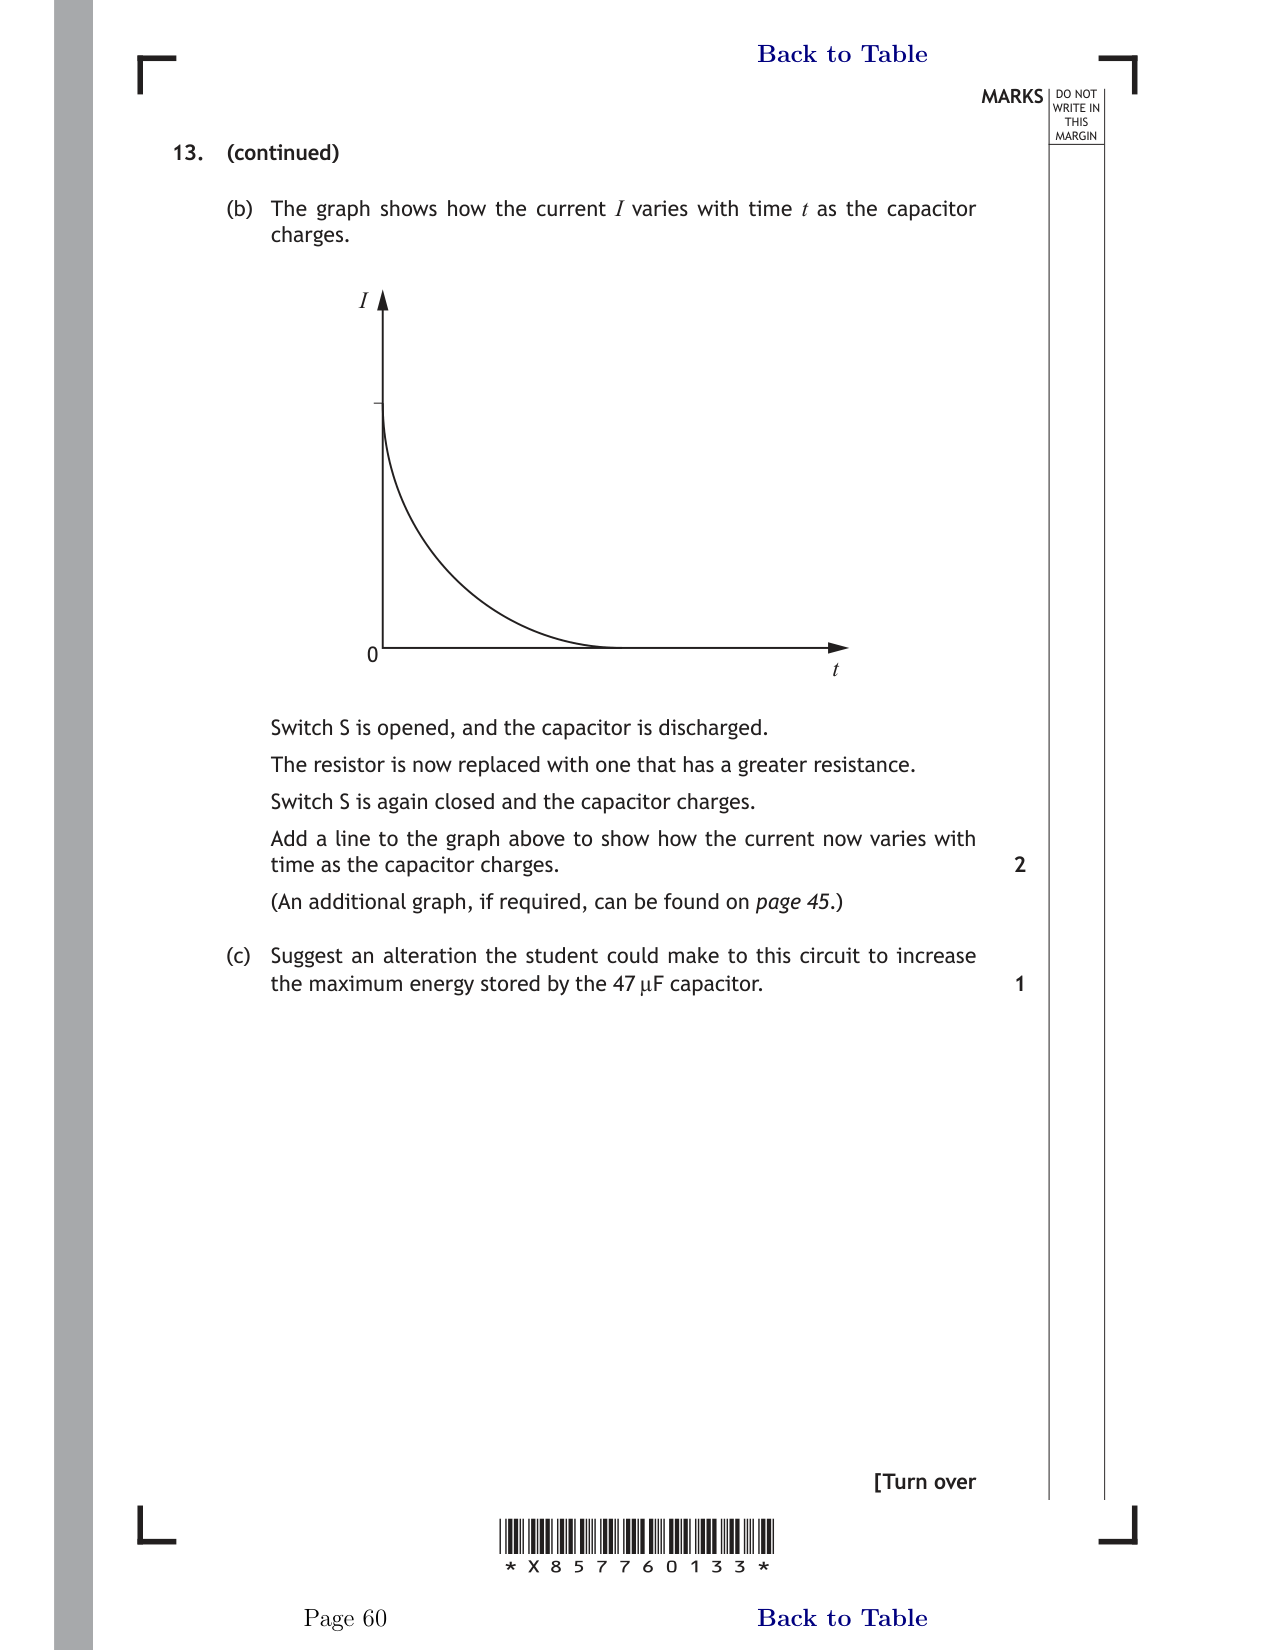 Back to Table
MARKS
DO NOT
WRITE IN
THIS
MARGIN
13. (continued)
(b) The graph shows how the current I varies with time t as the capacitor
charges.
I
0
t
Switch S is opened, and the capacitor is discharged.
The resistor is now replaced with one that has a greater resistance.
Switch S is again closed and the capacitor charges.
Add a line to the graph above to show how the current now varies with
time as the capacitor charges. 2
(An additional graph, if required, can be found on page 45.)
(c) Suggest an alteration the student could make to this circuit to increase
the maximum energy stored by the 47 µF capacitor. 1
[Turn over
* X 8 5 7 7 6 0 1 3 3 *
Page 60
Back to Table